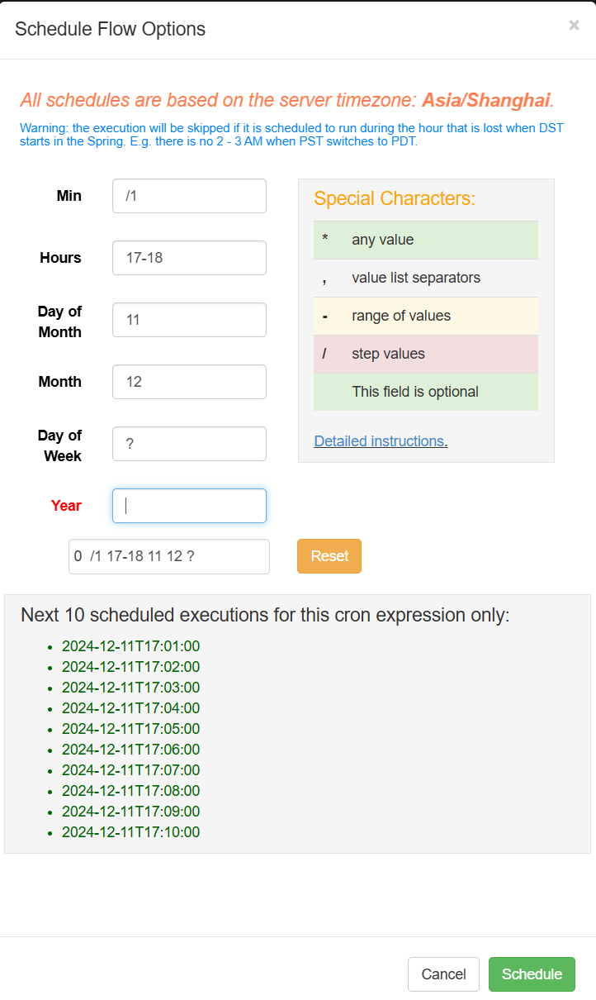 Schedule Flow Options
×
All schedules are based on the server timezone: Asia/Shanghai.
Warning: the execution will be skipped if it is scheduled to run during the hour that is lost when DST
starts in the Spring. E.g. there is no 2 - 3 AM when PST switches to PDT.
Min
/1
Hours
17-18
Day of
Month
11
Month
12
Day of
Week
?
Year
0 /1 17-18 11 12 ?
Reset
Special Characters:
* any value
, value list separators
- range of values
/ step values
This field is optional
Detailed instructions.
Next 10 scheduled executions for this cron expression only:
• 2024-12-11T17:01:00
• 2024-12-11T17:02:00
• 2024-12-11T17:03:00
• 2024-12-11T17:04:00
• 2024-12-11T17:05:00
• 2024-12-11T17:06:00
• 2024-12-11T17:07:00
• 2024-12-11T17:08:00
• 2024-12-11T17:09:00
• 2024-12-11T17:10:00
Cancel
Schedule